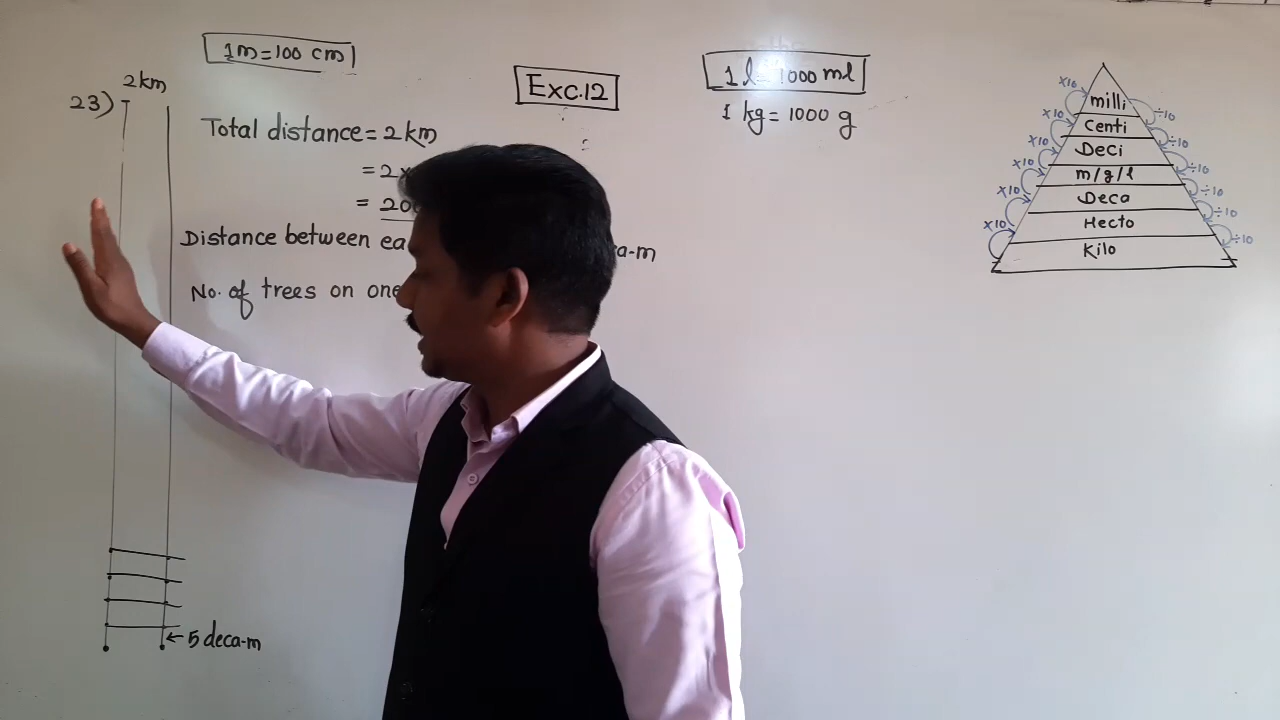 1m=100 cm
2km
23)
Exc.12
1 l = 1000 ml
1 kg = 1000 g
Total distance = 2 km
= 2
= 20
Distance between
a-m
No. of trees on one
← 5 deca-m
milli
Centi
Deci
m/g/l
Deca
Hecto
Kilo
×10
×10
×10
×10
×10
÷10
÷10
÷10
÷10
÷10
÷10